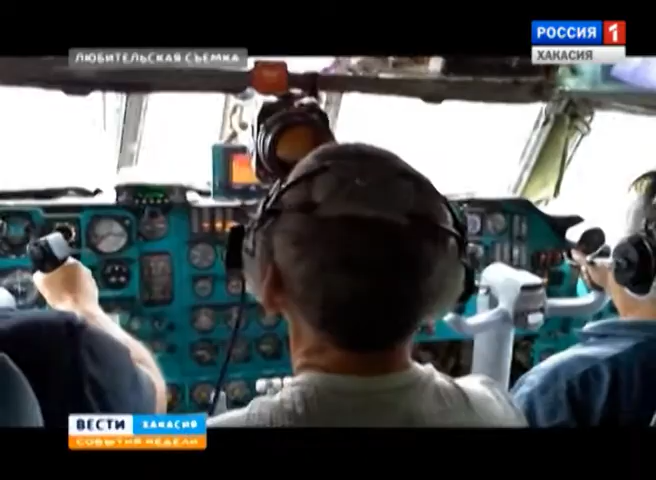 ЛЮБИТЕЛЬСКАЯ СЪЕМКА
РОССИЯ 1
ХАКАСИЯ
ВЕСТИ ХАКАСИЯ
СОБЫТИЯ НЕДЕЛИ